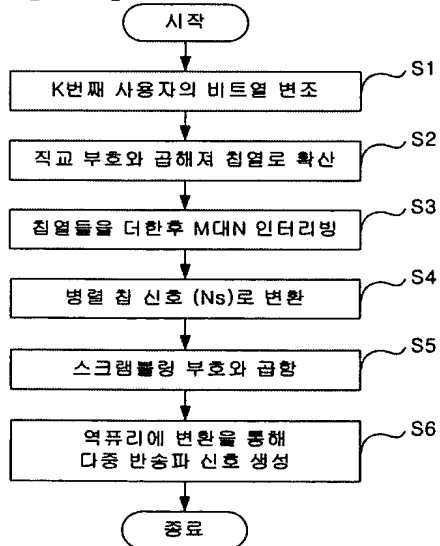 시작
S1
K번째 사용자의 비트열 변조
S2
직교 부호와 곱해져 칩열로 확산
S3
칩열들을 더한후 M대N 인터리빙
S4
병렬 칩 신호 (Ns)로 변환
S5
스크램블링 부호와 곱함
S6
역퓨리에 변환을 통해
다중 반송파 신호 생성
종료